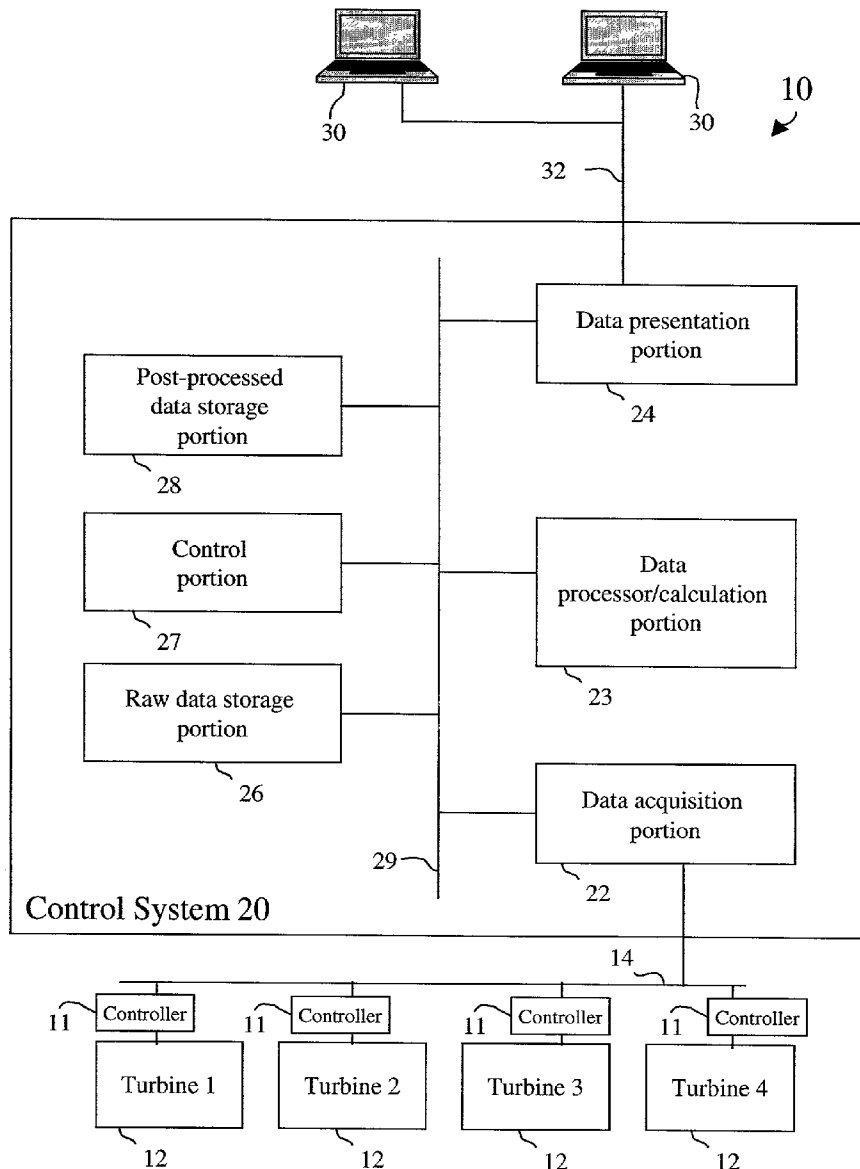 30
30
10
32
Data presentation
portion
24
Post-processed
data storage
portion
28
Control
portion
27
Data
processor/calculation
portion
23
Raw data storage
portion
26
Data acquisition
portion
22
29
Control System 20
14
11
Controller
11
Controller
11
Controller
11
Controller
Turbine 1
Turbine 2
Turbine 3
Turbine 4
12
12
12
12